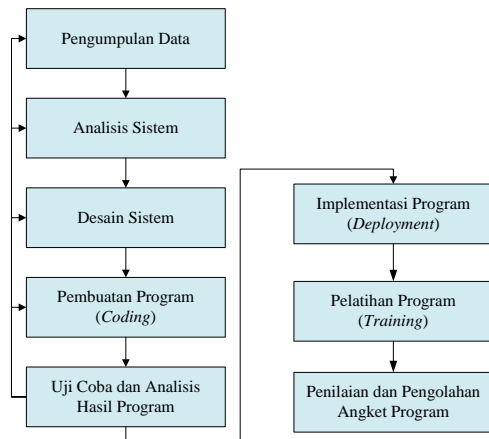 Pengumpulan Data
Analisis Sistem
Desain Sistem
Pembuatan Program
(Coding)
Uji Coba dan Analisis
Hasil Program
Implementasi Program
(Deployment)
Pelatihan Program
(Training)
Penilaian dan Pengolahan
Angket Program